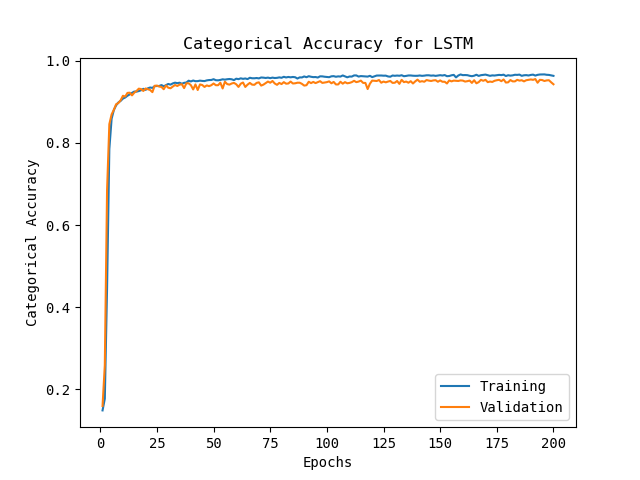 Categorical Accuracy for LSTM
1.0
0.8
0.6
0.4
0.2
Categorical Accuracy
0 25 50 75 100 125 150 175 200
Epochs
Training
Validation